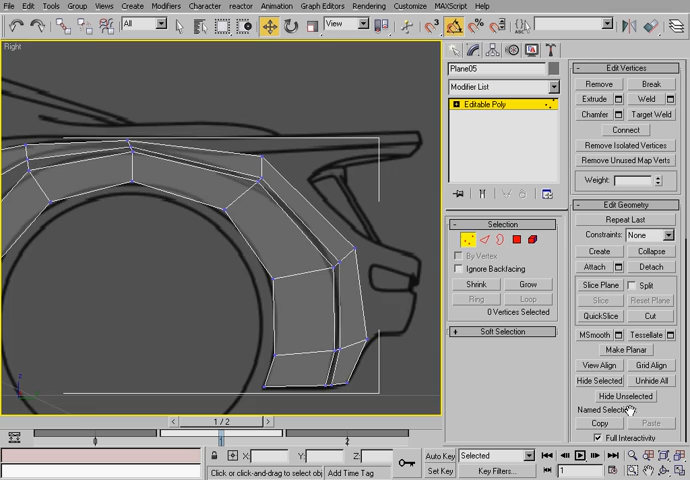 File Edit Tools Group Views Create Modifiers Character reactor Animation Graph Editors Rendering Customize MAXScript Help
All
View
Right
Plane05
Modifier List
Editable Poly
Selection
By Vertex
Ignore Backfacing
Shrink Grow
Ring Loop
0 Vertices Selected
Soft Selection
Edit Vertices
Remove Break
Extrude Weld
Chamfer Target Weld
Connect
Remove Isolated Vertices
Remove Unused Map Verts
Weight:
Edit Geometry
Repeat Last
Constraints: None
Create Collapse
Attach Detach
Slice Plane Split
Slice Reset Plane
QuickSlice Cut
MSmooth Tessellate
Make Planar
View Align Grid Align
Hide Selected Unhide All
Hide Unselected
Named Selections:
Copy Paste
Full Interactivity
z
1 / 2
0 1 2
X: Y: Z:
Auto Key Selected
Click or click-and-drag to select obj Add Time Tag
Set Key Key Filters... 1